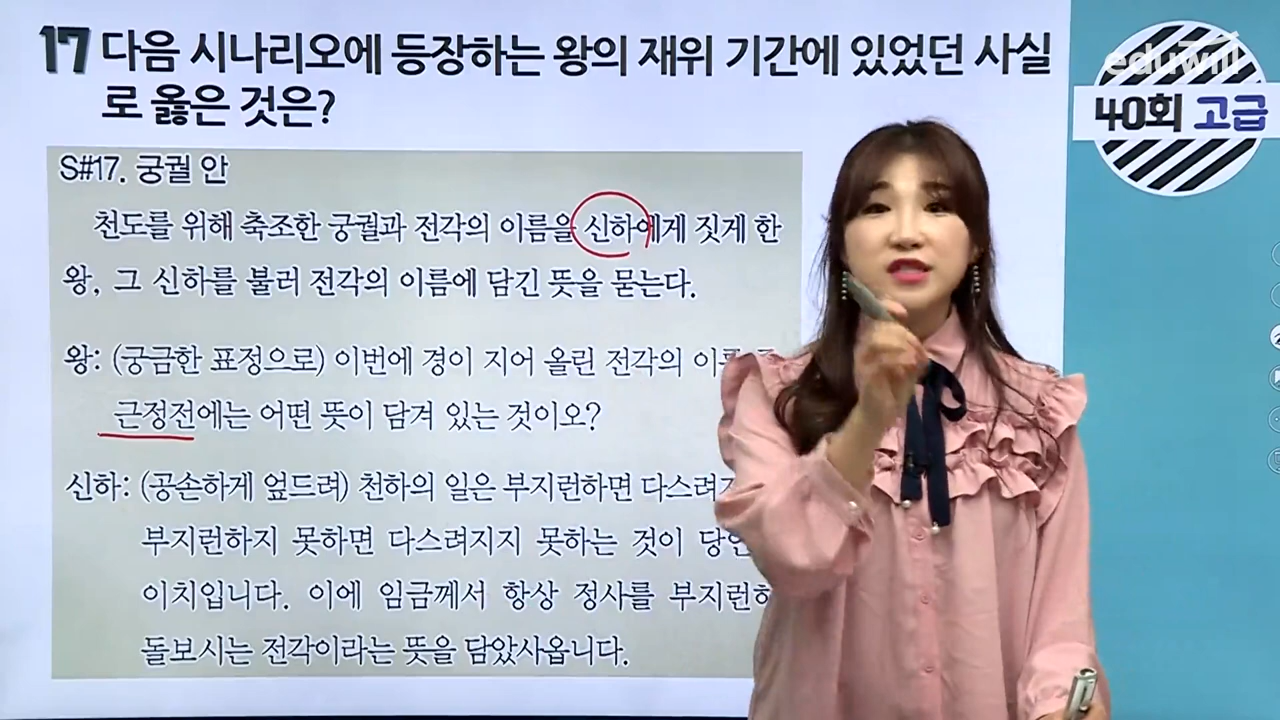 17 다음 시나리오에 등장하는 왕의 재위 기간에 있었던 사실
로 옳은 것은?
eduwill
40회 고급
S#17. 궁궐 안
천도를 위해 축조한 궁궐과 전각의 이름을 신하에게 짓게 한
왕, 그 신하를 불러 전각의 이름에 담긴 뜻을 묻는다.
왕: (궁금한 표정으로) 이번에 경이 지어 올린 전각의
근정전에는 어떤 뜻이 담겨 있는 것이오?
신하: (공손하게 엎드려) 천하의 일은 부지런하면
부지런하지 못하면 다스려지지 못하는 것이
이치입니다. 이에 임금께서 항상 정사를
돌보시는 전각이라는 뜻을 담았사옵니다.